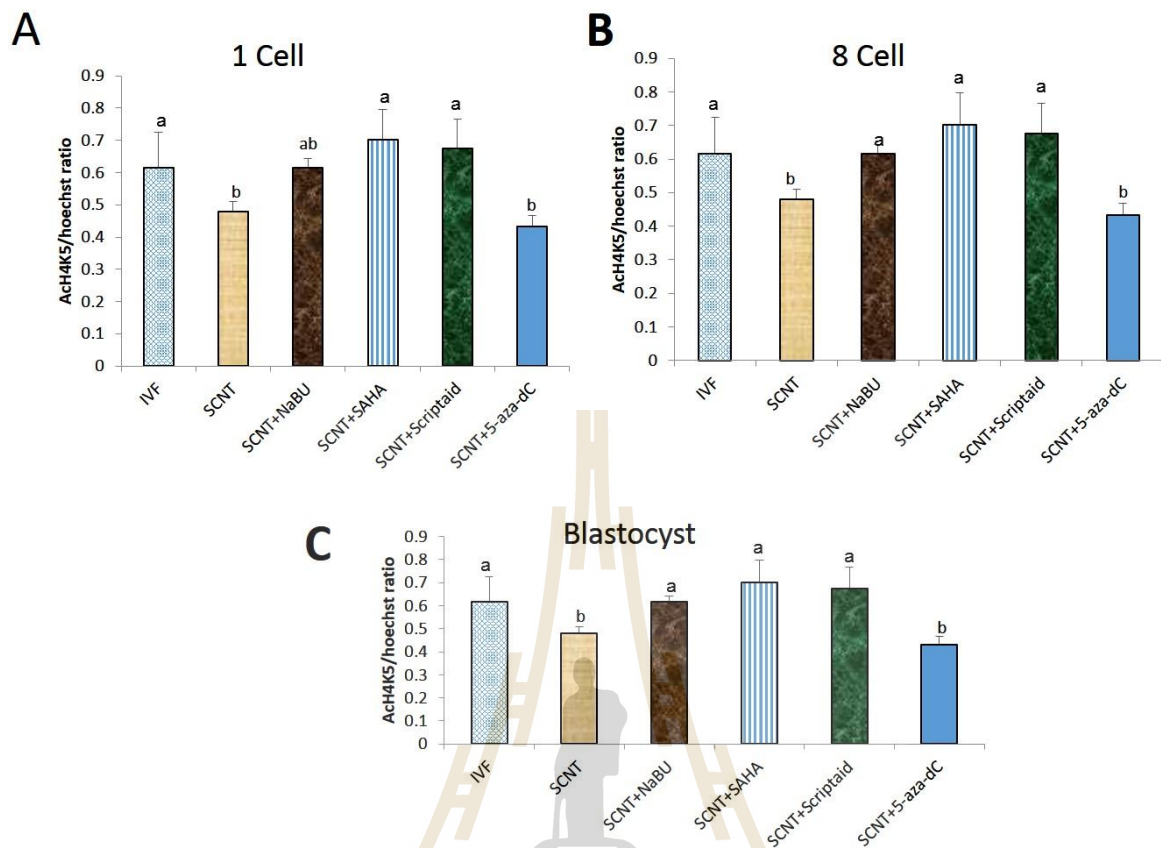 A
1 Cell
AcH4K5/hoechst ratio
0.9
0.8
0.7
0.6
0.5
0.4
0.3
0.2
0.1
0
a
b
ab
a
a
b
IVF
SCNT
SCNT+NaBU
SCNT+SAHA
SCNT+Scriptaid
SCNT+5-aza-dC
B
8 Cell
AcH4K5/hoechst ratio
0.9
0.8
0.7
0.6
0.5
0.4
0.3
0.2
0.1
0
a
b
a
a
a
b
IVF
SCNT
SCNT+NaBU
SCNT+SAHA
SCNT+Scriptaid
SCNT+5-aza-dC
C
Blastocyst
AcH4K5/hoechst ratio
0.9
0.8
0.7
0.6
0.5
0.4
0.3
0.2
0.1
0
a
b
a
a
a
b
IVF
SCNT
SCNT+NaBU
SCNT+SAHA
SCNT+Scriptaid
SCNT+5-aza-dC